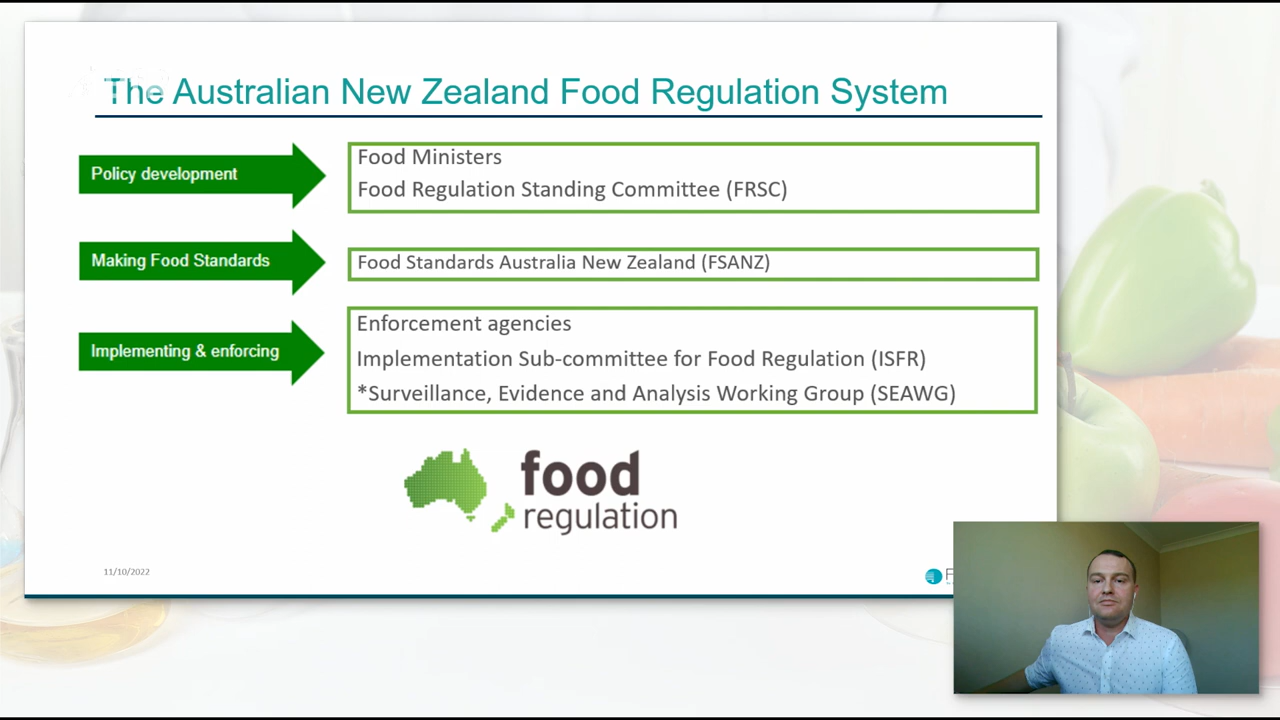 The Australian New Zealand Food Regulation System
Policy development
Food Ministers
Food Regulation Standing Committee (FRSC)
Making Food Standards
Food Standards Australia New Zealand (FSANZ)
Implementing & enforcing
Enforcement agencies
Implementation Sub-committee for Food Regulation (ISFR)
*Surveillance, Evidence and Analysis Working Group (SEAWG)
food
regulation
11/10/2022